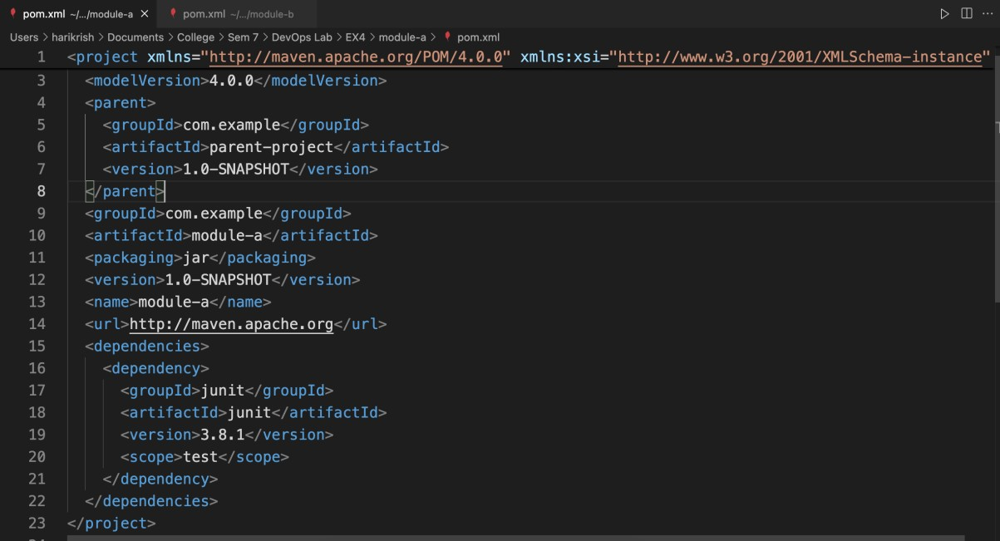 pom.xml ~/.../module-a ×
pom.xml ~/.../module-b
Users > harikrish > Documents > College > Sem 7 > DevOps Lab > EX4 > module-a > pom.xml
1 <project xmlns="http://maven.apache.org/POM/4.0.0" xmlns:xsi="http://www.w3.org/2001/XMLSchema-instance"
3 <modelVersion>4.0.0</modelVersion>
4 <parent>
5 <groupId>com.example</groupId>
6 <artifactId>parent-project</artifactId>
7 <version>1.0-SNAPSHOT</version>
8 </parent>
9 <groupId>com.example</groupId>
10 <artifactId>module-a</artifactId>
11 <packaging>jar</packaging>
12 <version>1.0-SNAPSHOT</version>
13 <name>module-a</name>
14 <url>http://maven.apache.org</url>
15 <dependencies>
16 <dependency>
17 <groupId>junit</groupId>
18 <artifactId>junit</artifactId>
19 <version>3.8.1</version>
20 <scope>test</scope>
21 </dependency>
22 </dependencies>
23 </project>